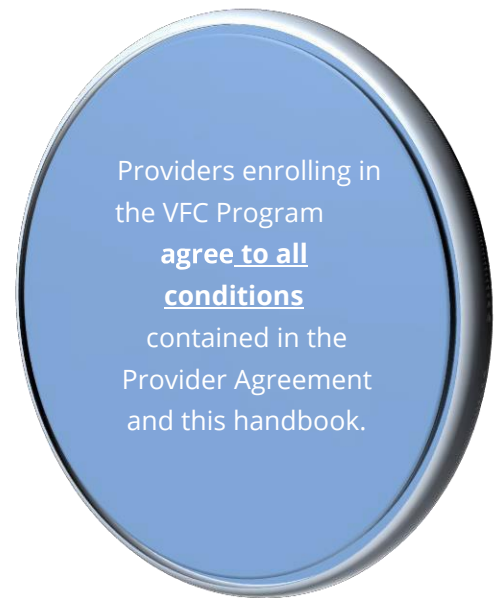 Providers enrolling in
the VFC Program
agree to all
conditions
contained in the
Provider Agreement
and this handbook.